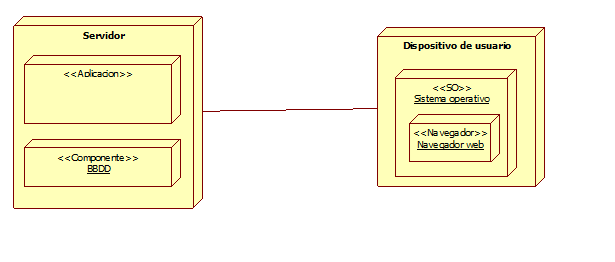 Servidor
<<Aplicacion>>
<<Componente>>
BBDD
Dispositivo de usuario
<<SO>>
Sistema operativo
<<Navegador>>
Navegador web